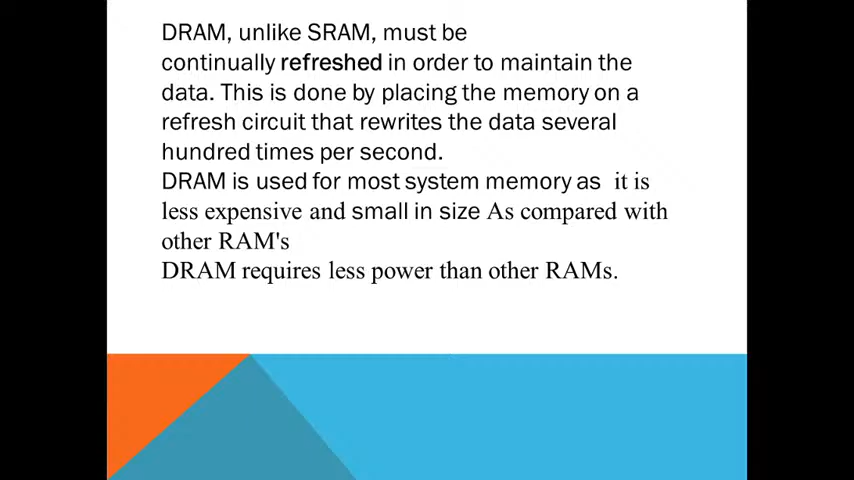 DRAM, unlike SRAM, must be
continually refreshed in order to maintain the
data. This is done by placing the memory on a
refresh circuit that rewrites the data several
hundred times per second.
DRAM is used for most system memory as it is
less expensive and small in size As compared with
other RAM's
DRAM requires less power than other RAMs.